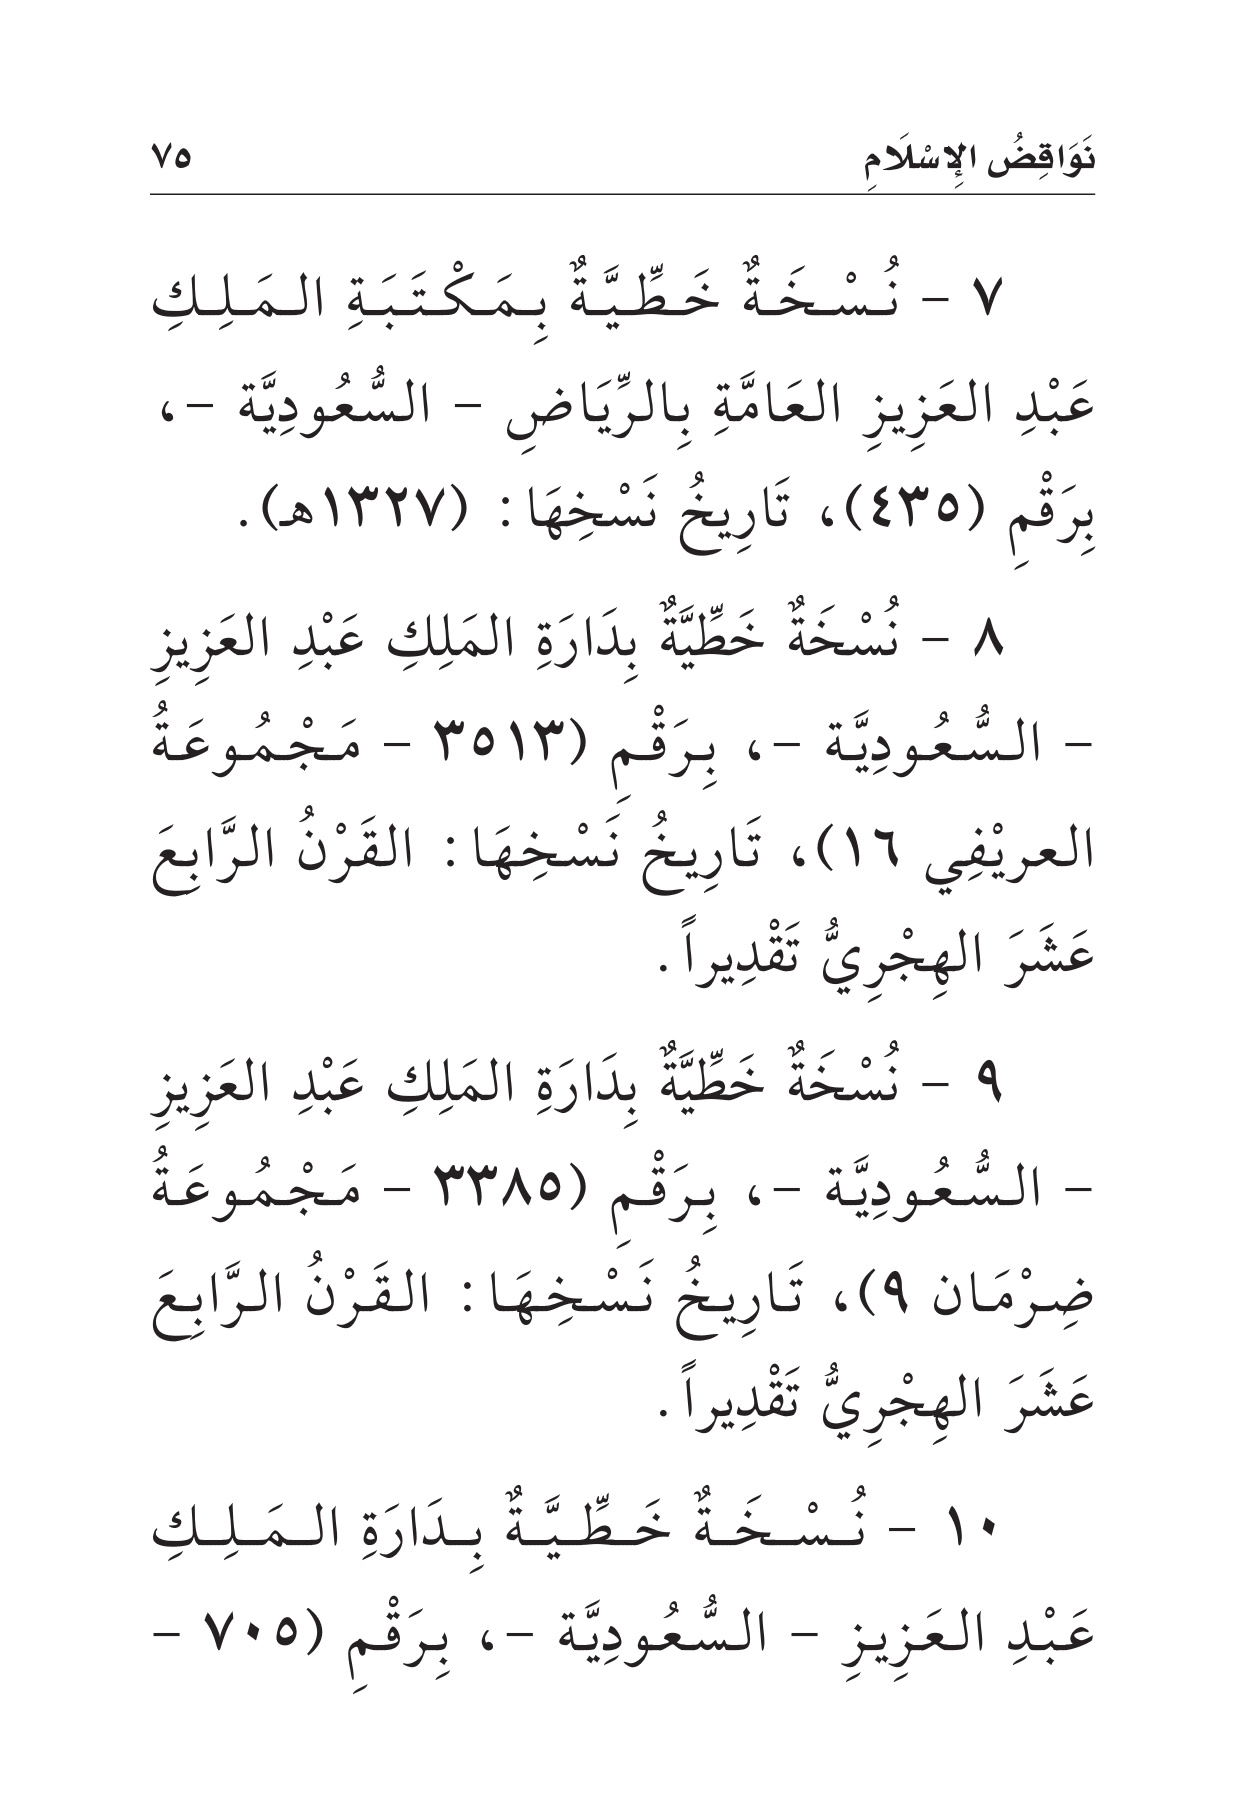 نَوَاقِضُ الإِسْلَامِ ٧٥
٧ - نُسْخَةٌ خَطِّيَّةٌ بِمَكْتَبَةِ المَلِكِ
عَبْدِ العَزِيزِ العَامَّةِ بِالرِّيَاضِ - السُّعُودِيَّة -،
بِرَقْمِ (٤٣٥)، تَارِيخُ نَسْخِهَا: (١٣٢٧هـ).
٨ - نُسْخَةٌ خَطِّيَّةٌ بِدَارَةِ المَلِكِ عَبْدِ العَزِيزِ
- السُّعُودِيَّة -، بِرَقْمِ (٣٥١٣ - مَجْمُوعَةُ
العريْفِي ١٦)، تَارِيخُ نَسْخِهَا: القَرْنُ الرَّابِعَ
عَشَرَ الهِجْرِيُّ تَقْدِيراً.
٩ - نُسْخَةٌ خَطِّيَّةٌ بِدَارَةِ المَلِكِ عَبْدِ العَزِيزِ
- السُّعُودِيَّة -، بِرَقْمِ (٣٣٨٥ - مَجْمُوعَةُ
ضِرْمَان ٩)، تَارِيخُ نَسْخِهَا: القَرْنُ الرَّابِعَ
عَشَرَ الهِجْرِيُّ تَقْدِيراً.
١٠ - نُسْخَةٌ خَطِّيَّةٌ بِدَارَةِ المَلِكِ
عَبْدِ العَزِيزِ - السُّعُودِيَّة -، بِرَقْمِ (٧٠٥ -